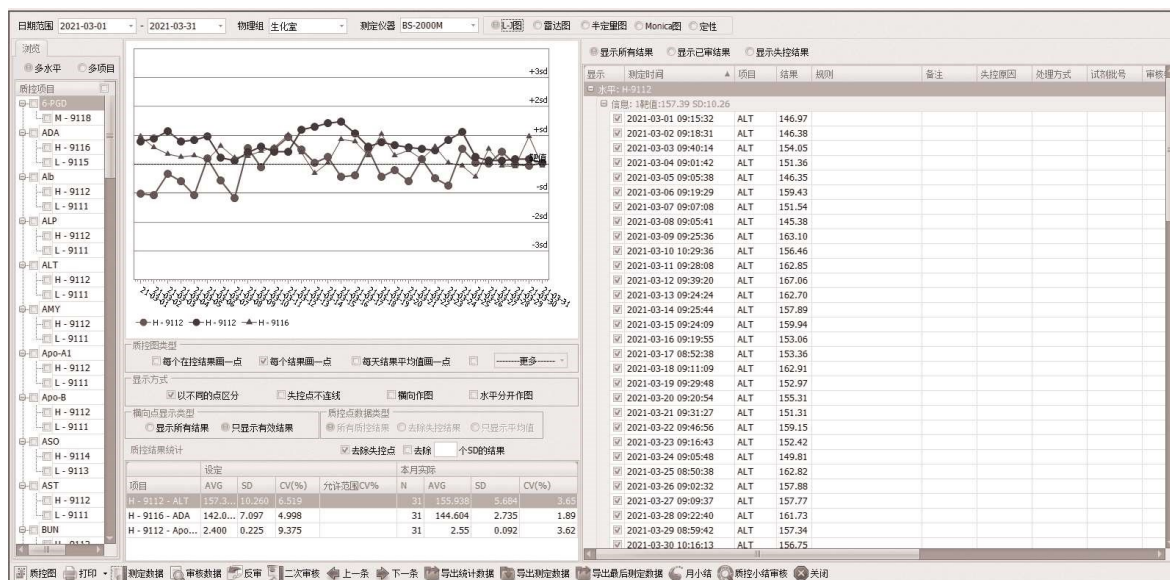 日期范围 2021-03-01 - 2021-03-31 物理组 生化室 测定仪器 BS-2000M L-J图 雷达图 半定量图 Monica图 定性
浏览
多水平 多项目
质控项目
6-PGD
M - 9118
ADA
H - 9116
L - 9115
Alb
H - 9112
L - 9111
ALP
H - 9112
L - 9111
ALT
H - 9112
L - 9111
AMY
H - 9112
L - 9111
Apo-A1
H - 9112
L - 9111
Apo-B
H - 9112
L - 9111
ASO
H - 9114
L - 9113
AST
H - 9112
L - 9111
BUN
H - 9112
+3sd
+2sd
+sd
靶值
-sd
-2sd
-3sd
H - 9112 H - 9112 H - 9116
质控图类型
每个在控结果画一点 每个结果画一点 每天结果平均值画一点 --------更多------
显示方式
以不同的点区分 失控点不连线 横向作图 水平分开作图
横向点显示类型
显示所有结果 只显示有效结果
质控点数据类型
所有质控结果 去除失控结果 只显示平均值
质控结果统计 去除失控点 去除 个SD的结果
设定 本月实际
项目 AVG SD CV(%) 允许范围CV% N AVG SD CV(%)
H - 9112 - ALT 157.3... 10.260 6.519 31 155.938 5.684 3.65
H - 9116 - ADA 142.0... 7.097 4.998 31 144.604 2.735 1.89
H - 9112 - Apo... 2.400 0.225 9.375 31 2.55 0.092 3.62
显示所有结果 显示已审结果 显示失控结果
显示 测定时间 项目 结果 规则 备注 失控原因 处理方式 试剂批号 审核
水平: H-9112
信息: 1靶值:157.39 SD:10.26
2021-03-01 09:15:32 ALT 146.97
2021-03-02 09:18:31 ALT 146.38
2021-03-03 09:40:14 ALT 154.05
2021-03-04 09:01:42 ALT 151.36
2021-03-05 09:05:38 ALT 146.35
2021-03-06 09:19:29 ALT 159.43
2021-03-07 09:07:08 ALT 151.54
2021-03-08 09:05:41 ALT 145.38
2021-03-09 09:25:36 ALT 163.10
2021-03-10 10:29:36 ALT 156.46
2021-03-11 09:28:08 ALT 162.85
2021-03-12 09:39:20 ALT 167.06
2021-03-13 09:24:24 ALT 162.70
2021-03-14 09:25:44 ALT 157.89
2021-03-15 09:24:09 ALT 159.94
2021-03-16 09:19:55 ALT 153.06
2021-03-17 08:52:38 ALT 153.36
2021-03-18 09:11:09 ALT 162.91
2021-03-19 09:29:48 ALT 152.97
2021-03-20 09:20:54 ALT 155.31
2021-03-21 09:31:27 ALT 151.31
2021-03-22 09:46:56 ALT 159.15
2021-03-23 09:16:43 ALT 152.42
2021-03-24 09:05:48 ALT 149.81
2021-03-25 08:50:38 ALT 162.82
2021-03-26 09:02:32 ALT 157.88
2021-03-27 09:09:37 ALT 157.77
2021-03-28 09:22:40 ALT 161.73
2021-03-29 08:59:42 ALT 157.34
2021-03-30 10:16:13 ALT 156.75
质控图 打印 测定数据 审核数据 反审 二次审核 上一条 下一条 导出统计数据 导出测定数据 导出最后测定数据 月小结 质控小结审核 关闭